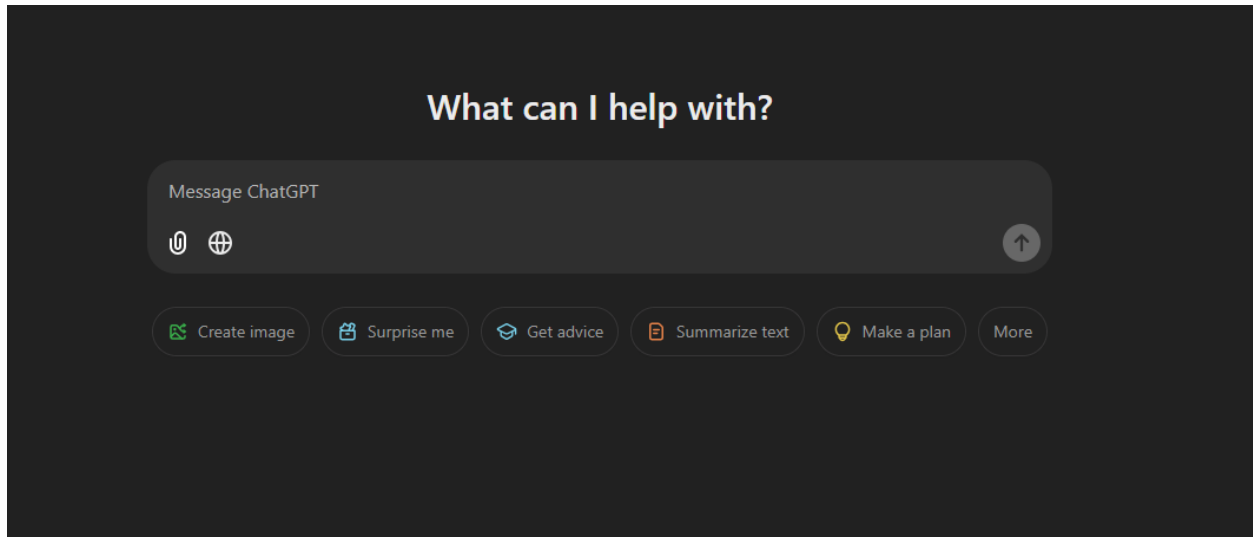 What can I help with?
Message ChatGPT
Create image Surprise me Get advice Summarize text Make a plan More